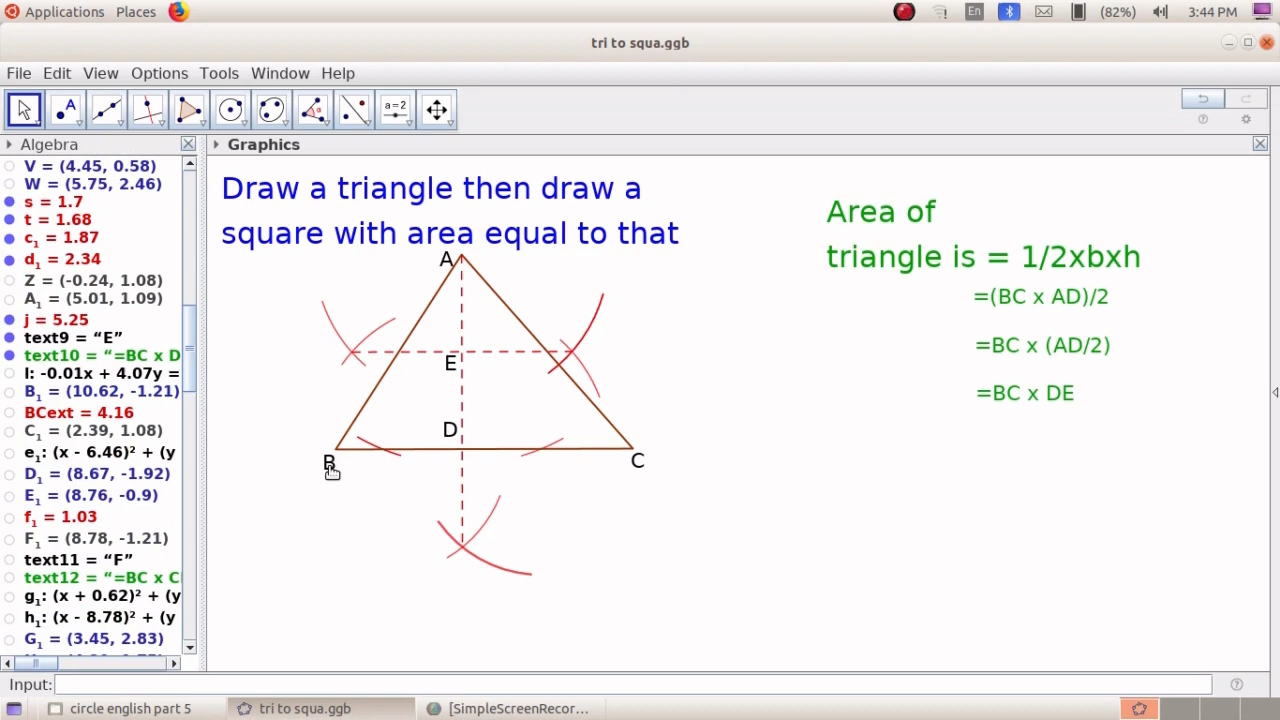 Applications Places En (82%) 3:44 PM
tri to squa.ggb
File Edit View Options Tools Window Help
A a=2
Algebra
Graphics
V = (4.45, 0.58)
W = (5.75, 2.46)
s = 1.7
t = 1.68
c₁ = 1.87
d₁ = 2.34
Z = (-0.24, 1.08)
A₁ = (5.01, 1.09)
j = 5.25
text9 = “E”
text10 = “=BC x D
l: -0.01x + 4.07y =
B₁ = (10.62, -1.21)
BCext = 4.16
C₁ = (2.39, 1.08)
e₁: (x - 6.46)² + (y
D₁ = (8.67, -1.92)
E₁ = (8.76, -0.9)
f₁ = 1.03
F₁ = (8.78, -1.21)
text11 = “F”
text12 = “=BC x C
g₁: (x + 0.62)² + (y
h₁: (x - 8.78)² + (y
G₁ = (3.45, 2.83)
Draw a triangle then draw a
square with area equal to that
A
E
D
B
C
Area of
triangle is = 1/2xbxh
=(BC x AD)/2
=BC x (AD/2)
=BC x DE
Input:
circle english part 5 tri to squa.ggb [SimpleScreenRecor...